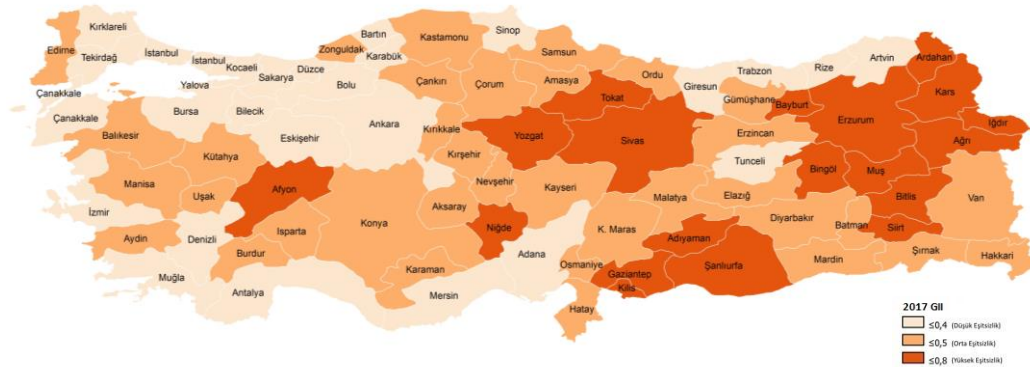 Kırklareli
Edirne
Tekirdağ
İstanbul
İstanbul
Kocaeli
Yalova
Sakarya
Düzce
Bolu
Zonguldak
Bartın
Karabük
Kastamonu
Sinop
Samsun
Çankırı
Çorum
Amasya
Ordu
Tokat
Giresun
Trabzon
Rize
Artvin
Ardahan
Gümüşhane
Bayburt
Kars
Erzurum
Iğdır
Ağrı
Çanakkale
Çanakkale
Bursa
Bilecik
Eskişehir
Ankara
Kırıkkale
Yozgat
Sivas
Erzincan
Tunceli
Bingöl
Muş
Bitlis
Van
Balıkesir
Kütahya
Kırşehir
Nevşehir
Kayseri
Malatya
Elazığ
Manisa
Uşak
Afyon
Konya
Aksaray
Niğde
K. Maras
Adıyaman
Diyarbakır
Batman
Siirt
Şırnak
Hakkari
İzmir
Aydin
Denizli
Isparta
Burdur
Karaman
Adana
Osmaniye
Gaziantep
Kilis
Şanlıurfa
Mardin
Muğla
Antalya
Mersin
Hatay
2017 GII
≤0,4 (Düşük Eşitsizlik)
≤0,5 (Orta Eşitsizlik)
≤0,8 (Yüksek Eşitsizlik)